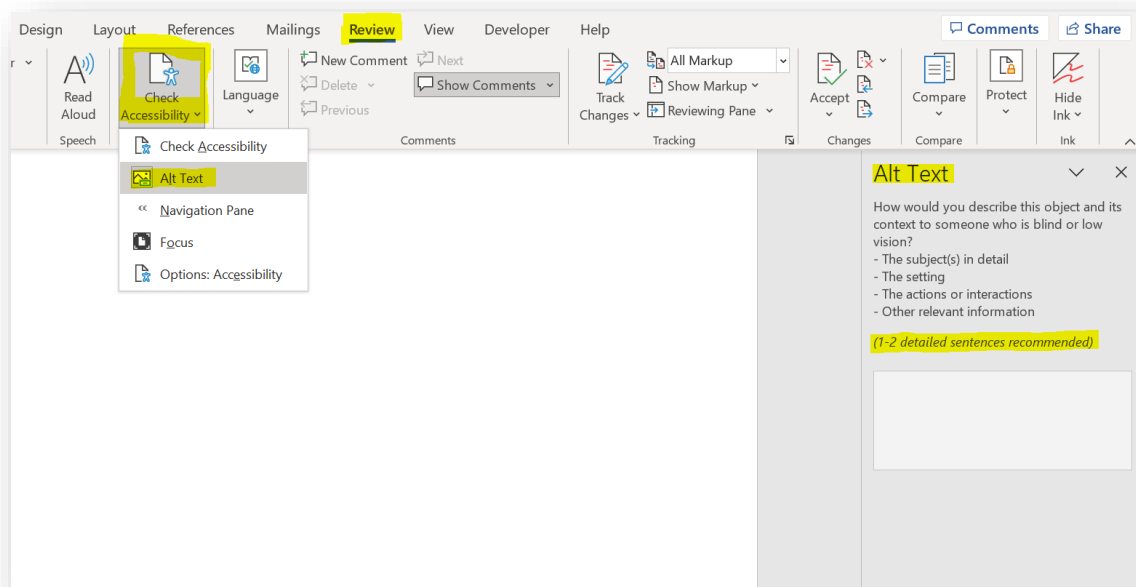 Design Layout References Mailings Review View Developer Help Comments Share
r
Read
Aloud
Speech
Check
Accessibility
Language
New Comment
Delete
Previous
Next
Show Comments
Comments
Track
Changes
All Markup
Show Markup
Reviewing Pane
Tracking
Accept
Changes
Compare
Compare
Protect
Hide
Ink
Ink
Check Accessibility
Alt Text
Navigation Pane
Focus
Options: Accessibility
Alt Text
How would you describe this object and its
context to someone who is blind or low
vision?
- The subject(s) in detail
- The setting
- The actions or interactions
- Other relevant information
(1-2 detailed sentences recommended)